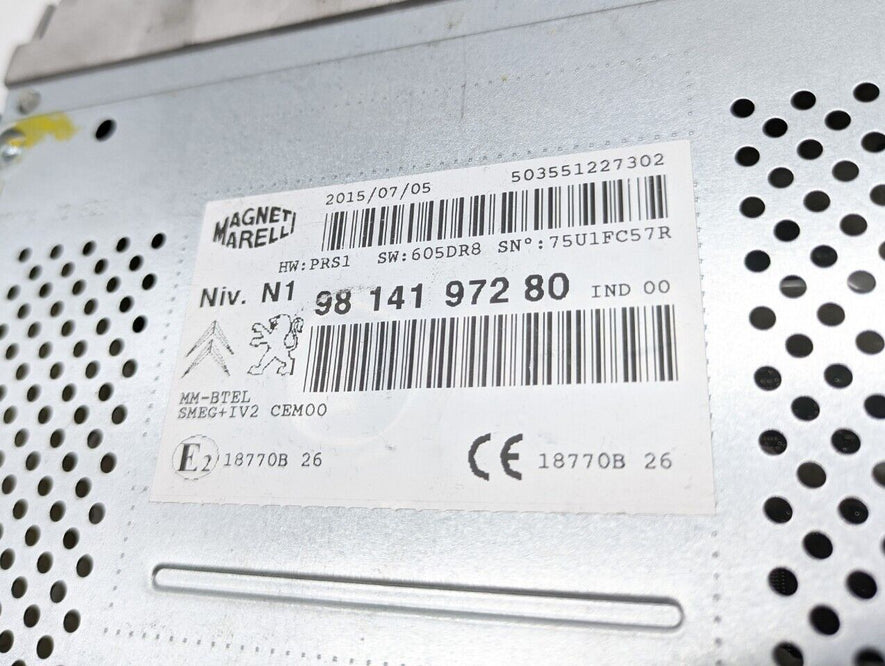 2015/07/05 503551227302
MAGNETI
MARELLI
HW:PRS1 SW:605DR8 SN°:75U1FC57R
Niv. N1 98 141 972 80 IND 00
MM-BTEL
SMEG+IV2 CEM00
E2 18770B 26 CE 18770B 26